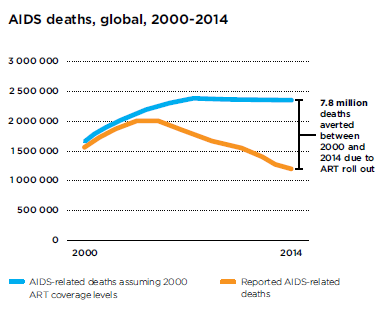 AIDS deaths, global, 2000-2014
3 000 000
2 500 000
2 000 000
1 500 000
1 000 000
500 000
0
2000
2014
7.8 million
deaths
averted
between
2000 and
2014 due to
ART roll out
AIDS-related deaths assuming 2000
ART coverage levels
Reported AIDS-related
deaths